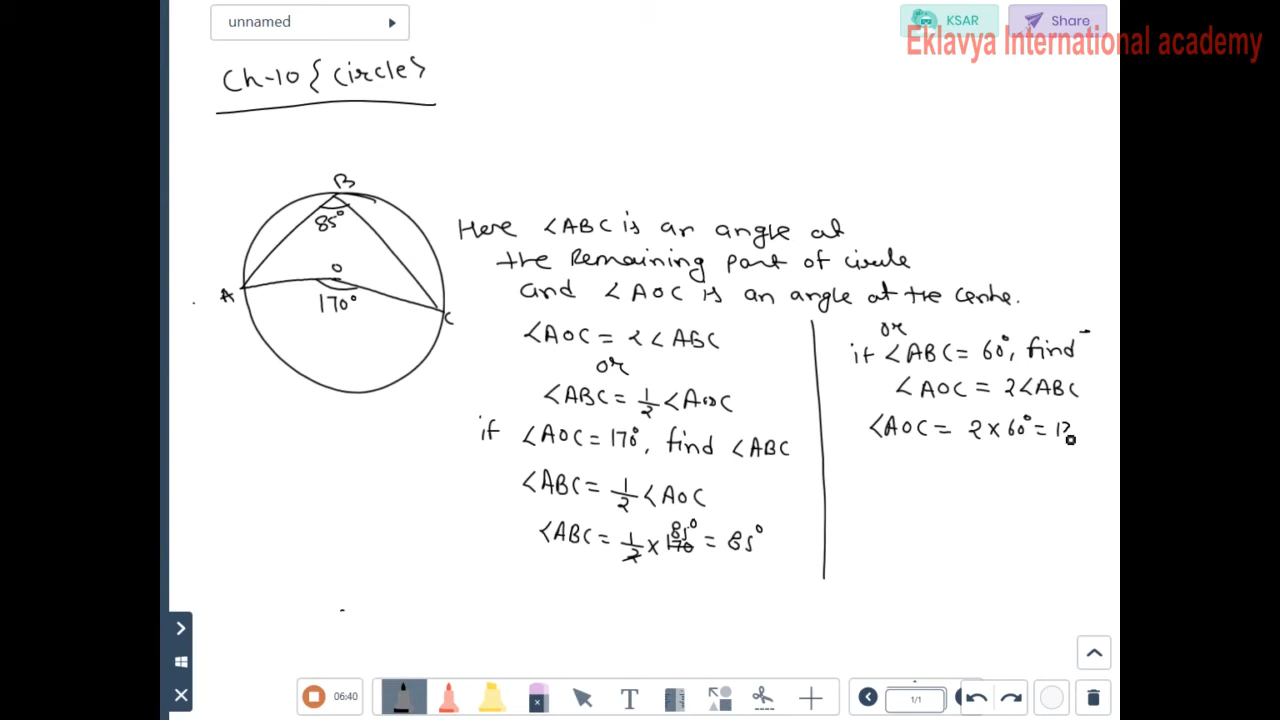 unnamed
KSAR
Share
Eklavya International academy
Ch-10 { Circle }
B
85°
O
A
170°
C
Here ∠ABC is an angle at
the Remaining part of circle
and ∠AOC is an angle at the centre.
∠AOC = 2 ∠ABC
or
∠ABC = 1/2 ∠AOC
if ∠AOC = 170°, find ∠ABC
∠ABC = 1/2 ∠AOC
85°
∠ABC = 1/2 × 170 = 85°
or
if ∠ABC = 60°, find
∠AOC = 2∠ABC
∠AOC = 2 × 60° = 12
06:40
T
1/1